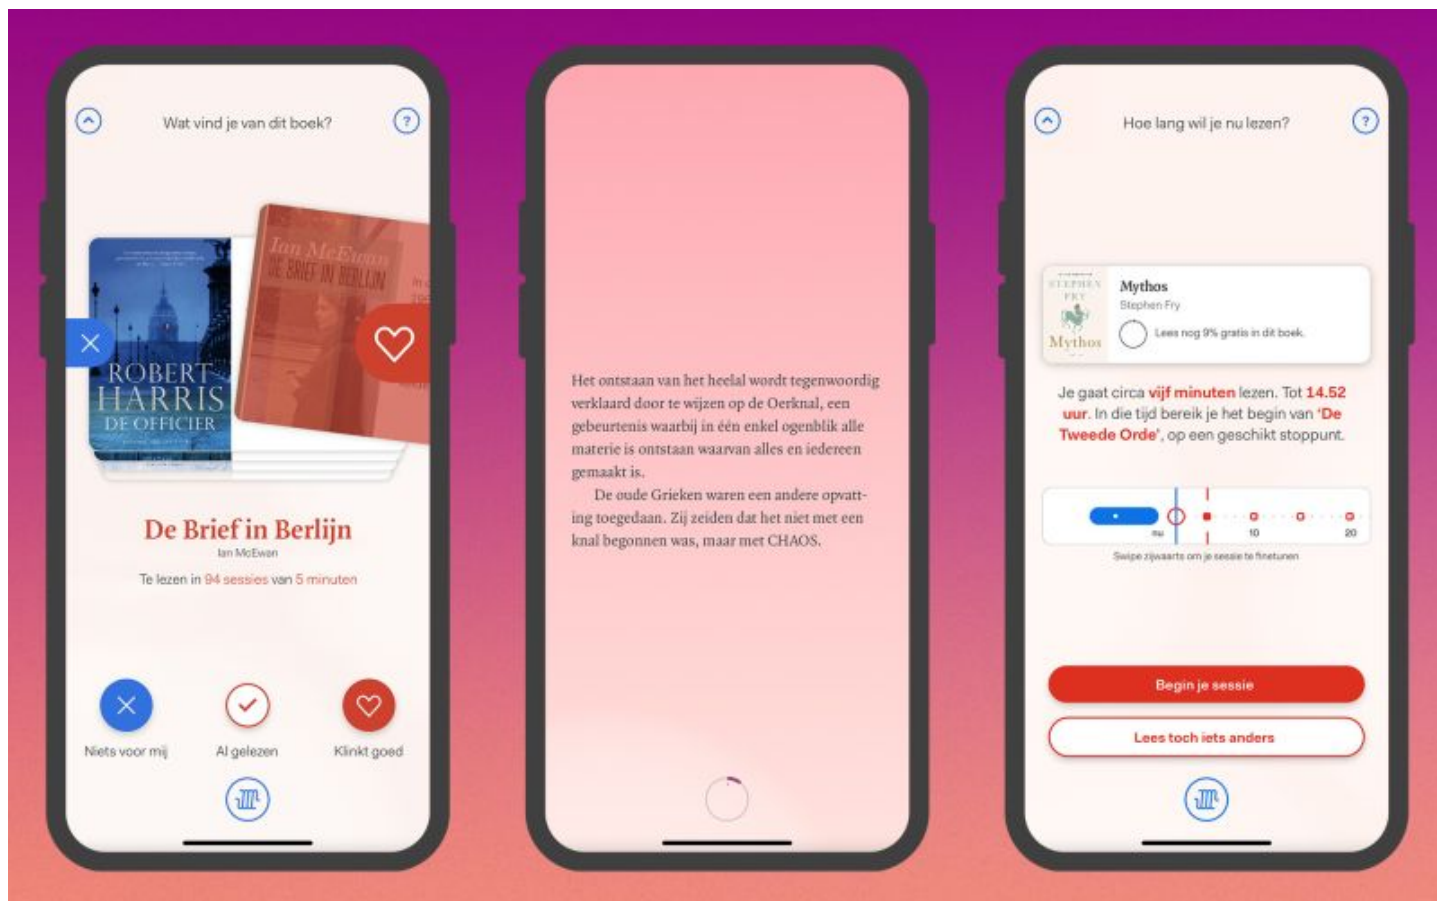 Wat vind je van dit boek?
?
Ian McEwan
DE BRIEF IN BERLIJN
ROBERT
HARRIS
DE OFFICIER
De Brief in Berlijn
Ian McEwan
Te lezen in 94 sessies van 5 minuten
Niets voor mij
Al gelezen
Klinkt goed
Het ontstaan van het heelal wordt tegenwoordig
verklaard door te wijzen op de Oerknal, een
gebeurtenis waarbij in één enkel ogenblik alle
materie is ontstaan waarvan alles en iedereen
gemaakt is.
De oude Grieken waren een andere opvatt-
ing toegedaan. Zij zeiden dat het niet met een
knal begonnen was, maar met CHAOS.
Hoe lang wil je nu lezen?
?
STEPHEN
FRY
Mythos
Mythos
Stephen Fry
Lees nog 9% gratis in dit boek.
Je gaat circa vijf minuten lezen. Tot 14.52
uur. In die tijd bereik je het begin van ‘De
Tweede Orde’, op een geschikt stoppunt.
nu 10 20
Swipe zijwaarts om je sessie te finetunen
Begin je sessie
Lees toch iets anders